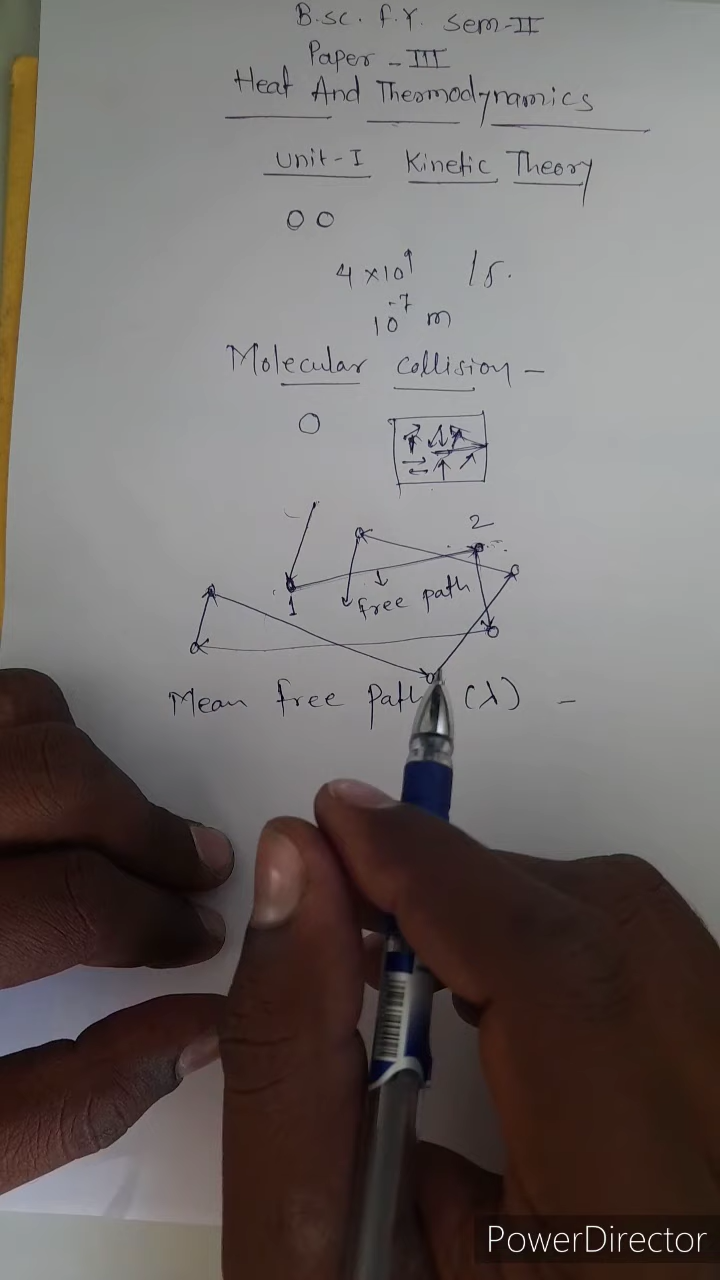 B.Sc. F.Y. Sem-II
Paper - III
Heat And Thermodynamics
Unit-I Kinetic Theory
4 × 10⁹ / s.
10⁻⁷ m
Molecular Collision -
2
1
free path
Mean free Path (λ) -
PowerDirector